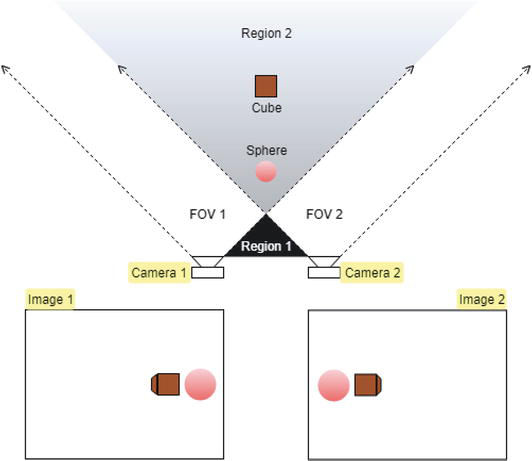 Region 2
Cube
Sphere
FOV 1
FOV 2
Region 1
Camera 1
Camera 2
Image 1
Image 2